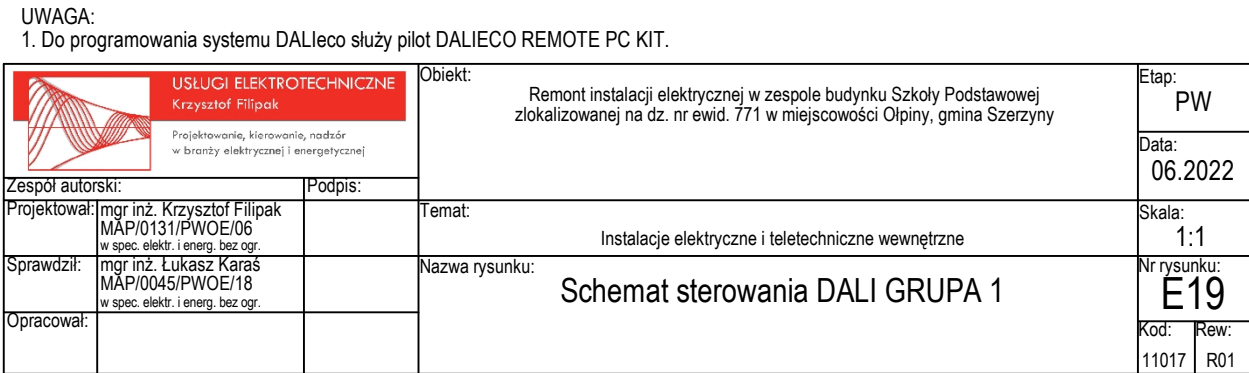 UWAGA:
1. Do programowania systemu DALIeco służy pilot DALIECO REMOTE PC KIT.
USŁUGI ELEKTROTECHNICZNE
Krzysztof Filipak
Projektowanie, kierowanie, nadzór
w branży elektrycznej i energetycznej
Obiekt:
Remont instalacji elektrycznej w zespole budynku Szkoły Podstawowej
zlokalizowanej na dz. nr ewid. 771 w miejscowości Ołpiny, gmina Szerzyny
Etap:
PW
Data:
06.2022
Zespół autorski:
Podpis:
Projektował:
mgr inż. Krzysztof Filipak
MAP/0131/PWOE/06
w spec. elektr. i energ. bez ogr.
Temat:
Instalacje elektryczne i teletechniczne wewnętrzne
Skala:
1:1
Sprawdził:
mgr inż. Łukasz Karaś
MAP/0045/PWOE/18
w spec. elektr. i energ. bez ogr.
Nazwa rysunku:
Schemat sterowania DALI GRUPA 1
Nr rysunku:
E19
Opracował:
Kod:
11017
Rew:
R01